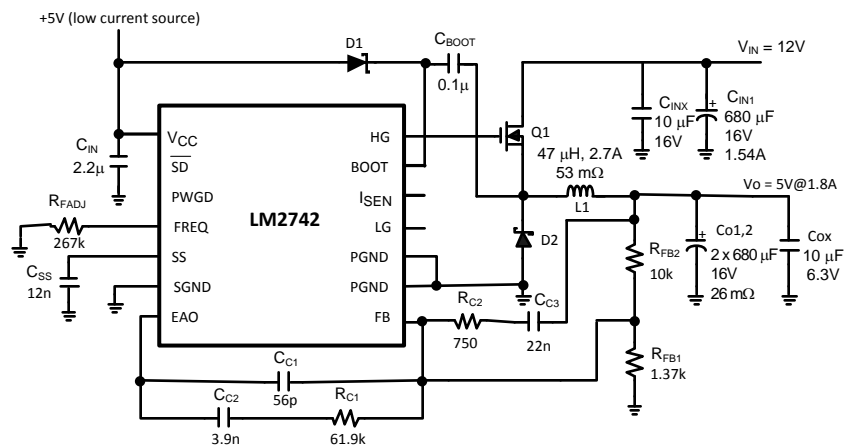 +5V (low current source)
D1
CBOOT
0.1μ
VIN = 12V
CINX
10 μF
16V
+
CIN1
680 μF
16V
1.54A
CIN
2.2μ
VCC
SD
PWGD
FREQ
SS
SGND
EAO
LM2742
HG
BOOT
ISEN
LG
PGND
PGND
FB
Q1
47 μH, 2.7A
53 mΩ
L1
Vo = 5V@1.8A
D2
RFADJ
267k
CSS
12n
RFB2
10k
+
Co1,2
2 x 680 μF
16V
26 mΩ
Cox
10 μF
6.3V
RC2
750
CC3
22n
RFB1
1.37k
CC1
56p
CC2
3.9n
RC1
61.9k